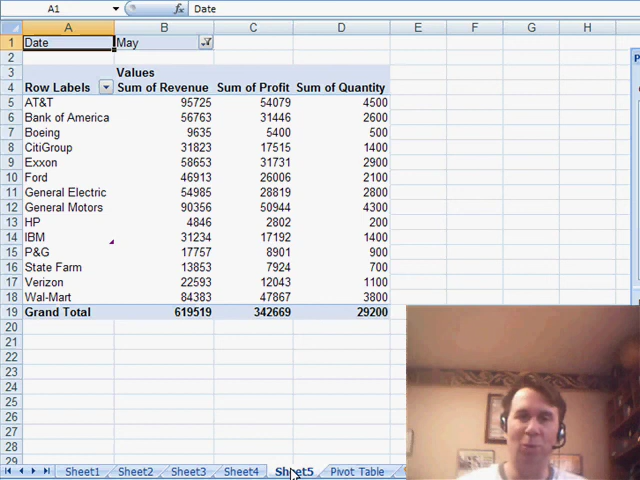 A1 fx Date
A B C D E F G H
1 Date May
2
3 Values
4 Row Labels Sum of Revenue Sum of Profit Sum of Quantity
5 AT&T 95725 54079 4500
6 Bank of America 56763 31446 2600
7 Boeing 9635 5400 500
8 CitiGroup 31823 17515 1400
9 Exxon 58653 31731 2900
10 Ford 46913 26006 2100
11 General Electric 54985 28819 2800
12 General Motors 90356 50944 4300
13 HP 4846 2802 200
14 IBM 31234 17192 1400
15 P&G 17757 8901 900
16 State Farm 13853 7924 700
17 Verizon 22593 12043 1100
18 Wal-Mart 84383 47867 3800
19 Grand Total 619519 342669 29200
20
21
22
23
24
25
26
27
28
29
Sheet1 Sheet2 Sheet3 Sheet4 Sheet5 Pivot Table